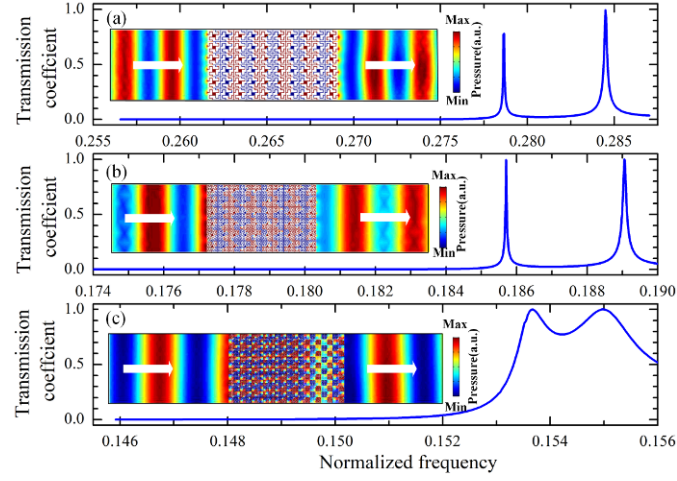 (a)
Max
Pressure(a.u.)
Min
Transmission
coeffcient
1.0
0.5
0.0
0.255 0.260 0.265 0.270 0.275 0.280 0.285
(b)
Max
Pressure(a.u.)
Min
Transmission
coeffcient
1.0
0.5
0.0
0.174 0.176 0.178 0.180 0.182 0.184 0.186 0.188 0.190
(c)
Max
Pressure(a.u.)
Min
Transmission
coeffcient
1.0
0.5
0.0
0.146 0.148 0.150 0.152 0.154 0.156
Normalized frequency